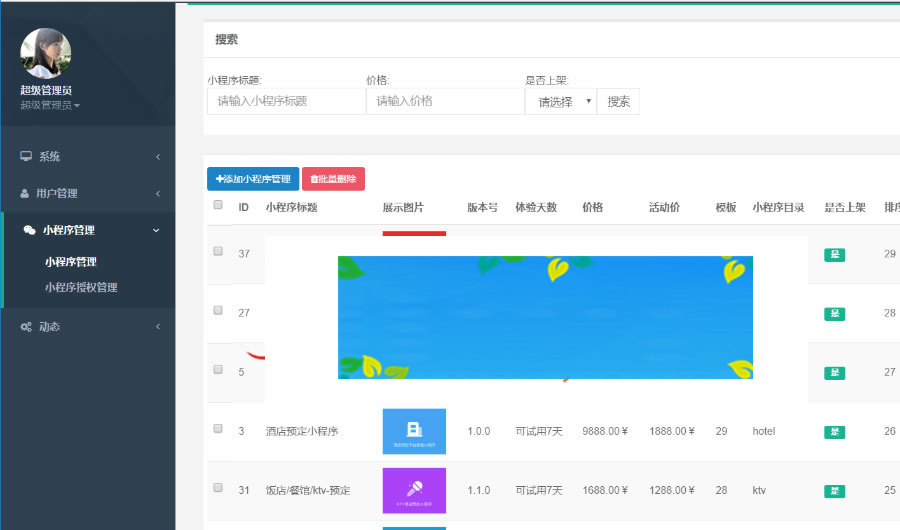 超级管理员
超级管理员
系统
用户管理
小程序管理
小程序管理
小程序授权管理
动态
搜索
小程序标题: 价格: 是否上架:
请输入小程序标题 请输入价格 请选择 搜索
添加小程序管理 批量删除
ID 小程序标题 展示图片 版本号 体验天数 价格 活动价 模板 小程序目录 是否上架 排序
37 是 29
27 是 28
5 是 27
3 酒店预定小程序 1.0.0 可试用7天 9888.00¥ 1888.00¥ 29 hotel 是 26
31 饭店/餐馆/ktv-预定 1.1.0 可试用7天 1688.00¥ 1288.00¥ 28 ktv 是 25